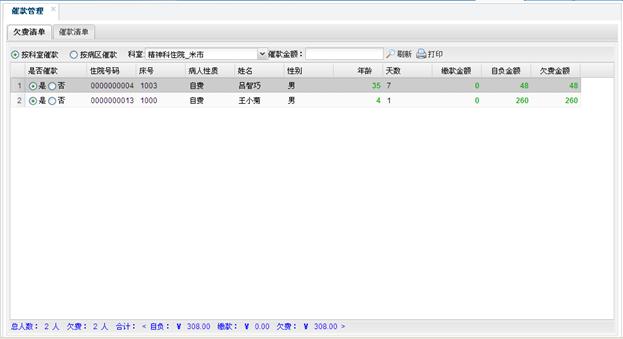 催款管理
欠费清单 催款清单
按科室催款 按病区催款 科室: 精神科住院_米市 催款金额: 刷新 打印
是否催款 住院号码 床号 病人性质 姓名 性别 年龄 天数 缴款金额 自负金额 欠费金额
1 是 否 0000000004 1003 自费 吕智巧 男 35 7 0 48 48
2 是 否 0000000013 1000 自费 王小菊 男 4 1 0 260 260
总人数: 2 人 欠费: 2 人 合计: < 自负: ¥ 308.00 缴款: ¥ 0.00 欠费: ¥ 308.00 >